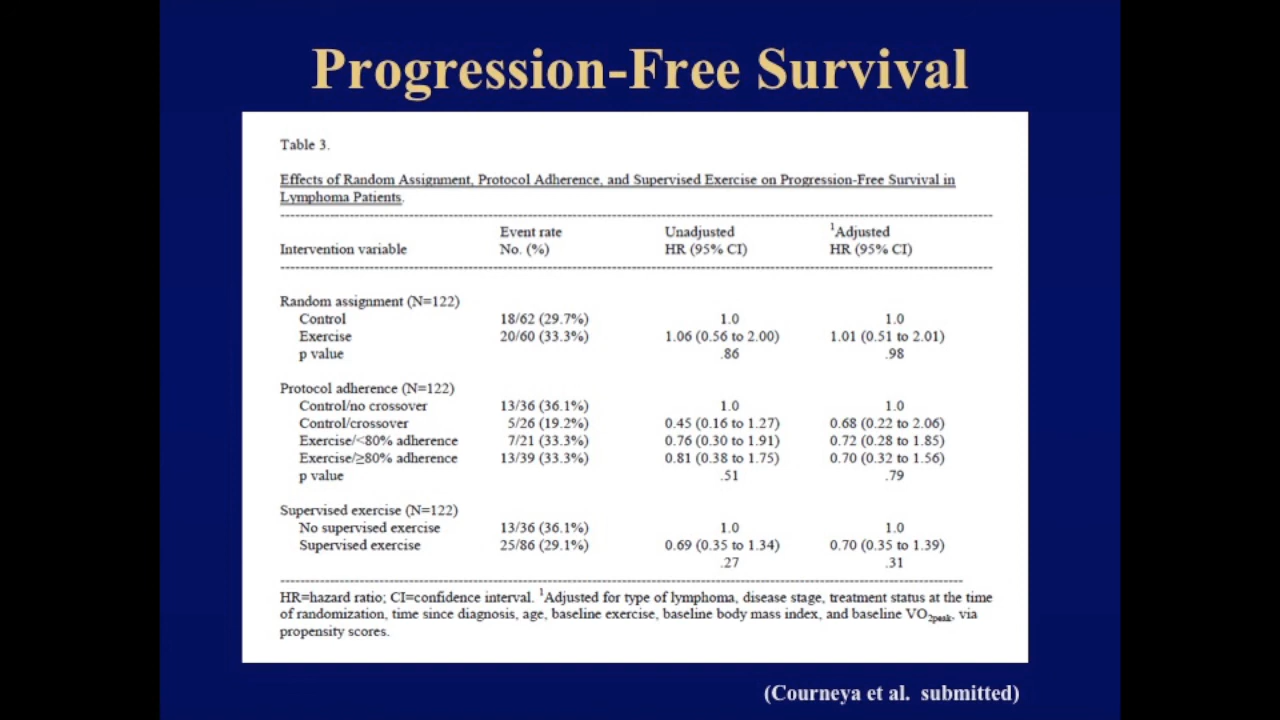 Progression-Free Survival
Table 3.
Effects of Random Assignment, Protocol Adherence, and Supervised Exercise on Progression-Free Survival in
Lymphoma Patients.
Event rate Unadjusted ¹Adjusted
Intervention variable No. (%) HR (95% CI) HR (95% CI)
Random assignment (N=122)
Control 18/62 (29.7%) 1.0 1.0
Exercise 20/60 (33.3%) 1.06 (0.56 to 2.00) 1.01 (0.51 to 2.01)
p value .86 .98
Protocol adherence (N=122)
Control/no crossover 13/36 (36.1%) 1.0 1.0
Control/crossover 5/26 (19.2%) 0.45 (0.16 to 1.27) 0.68 (0.22 to 2.06)
Exercise/<80% adherence 7/21 (33.3%) 0.76 (0.30 to 1.91) 0.72 (0.28 to 1.85)
Exercise/≥80% adherence 13/39 (33.3%) 0.81 (0.38 to 1.75) 0.70 (0.32 to 1.56)
p value .51 .79
Supervised exercise (N=122)
No supervised exercise 13/36 (36.1%) 1.0 1.0
Supervised exercise 25/86 (29.1%) 0.69 (0.35 to 1.34) 0.70 (0.35 to 1.39)
.27 .31
HR=hazard ratio; CI=confidence interval. ¹Adjusted for type of lymphoma, disease stage, treatment status at the time
of randomization, time since diagnosis, age, baseline exercise, baseline body mass index, and baseline VO2peak, via
propensity scores.
(Courneya et al. submitted)